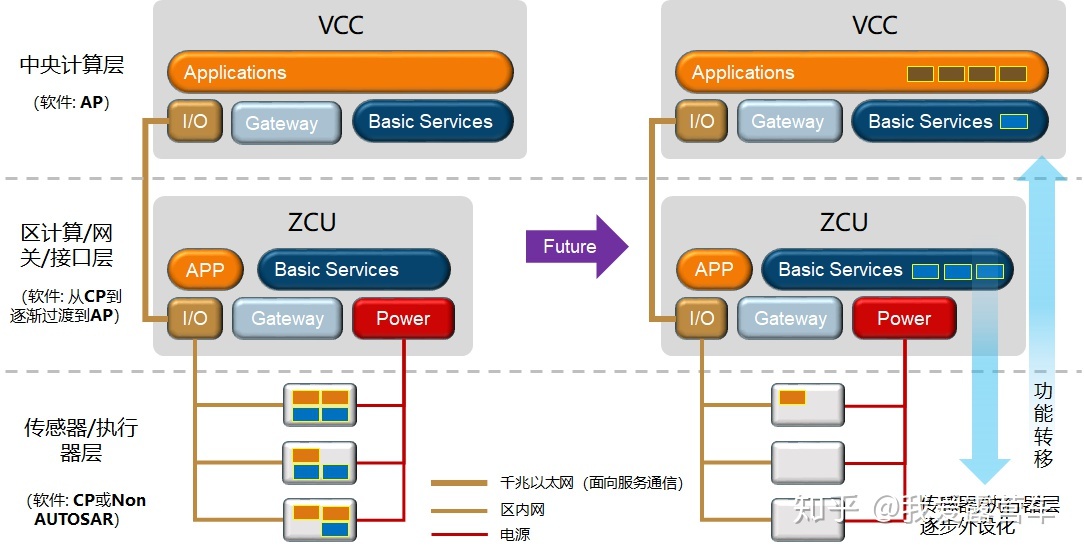 VCC
中央计算层
(软件: AP)
Applications
I/O
Gateway
Basic Services
ZCU
区计算/网
关/接口层
(软件: 从CP到
逐渐过渡到AP)
APP
Basic Services
I/O
Gateway
Power
传感器/执行
器层
(软件: CP或Non
AUTOSAR)
Future
VCC
Applications
I/O
Gateway
Basic Services
ZCU
APP
Basic Services
I/O
Gateway
Power
功能转移
千兆以太网（面向服务通信）
区内网
电源
传感器/执行器层
逐步外设化
知乎